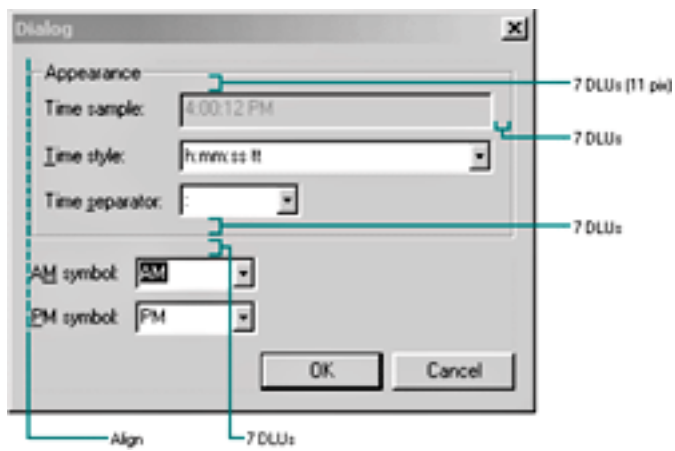 Dialog
Appearance
7 DLUs (11 pix)
Time sample: 4:00:12 PM
7 DLUs
Time style: h:mm:ss tt
Time separator: :
7 DLUs
AM symbol: AM
PM symbol: PM
OK Cancel
Align 7 DLUs